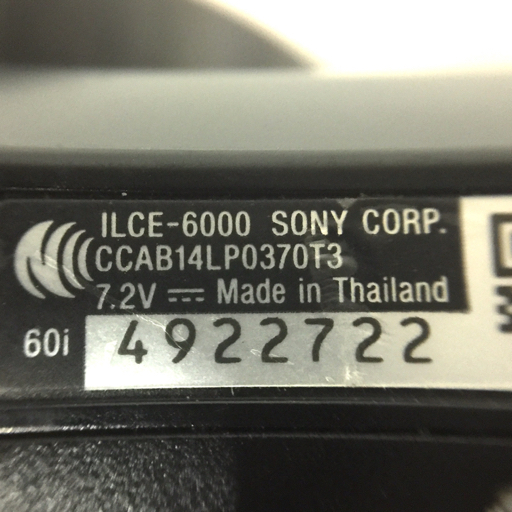 ILCE-6000 SONY CORP.
CCAB14LP0370T3
7.2V ⎓ Made in Thailand
60i 4922722